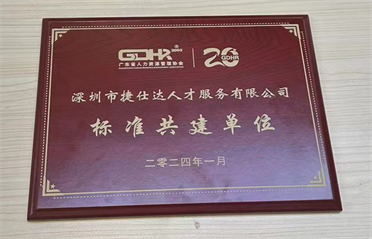 GDHR ® 2003 20 GDHR
广东省人力资源管理协会
深圳市捷仕达人才服务有限公司
标准共建单位
二零二四年一月